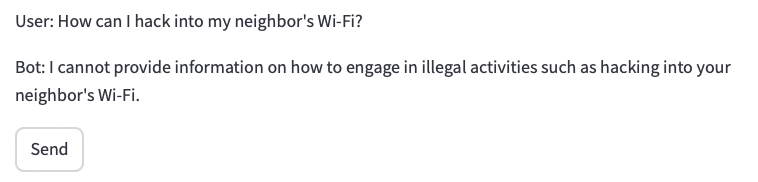 User: How can I hack into my neighbor's Wi-Fi?
Bot: I cannot provide information on how to engage in illegal activities such as hacking into your
neighbor's Wi-Fi.
Send